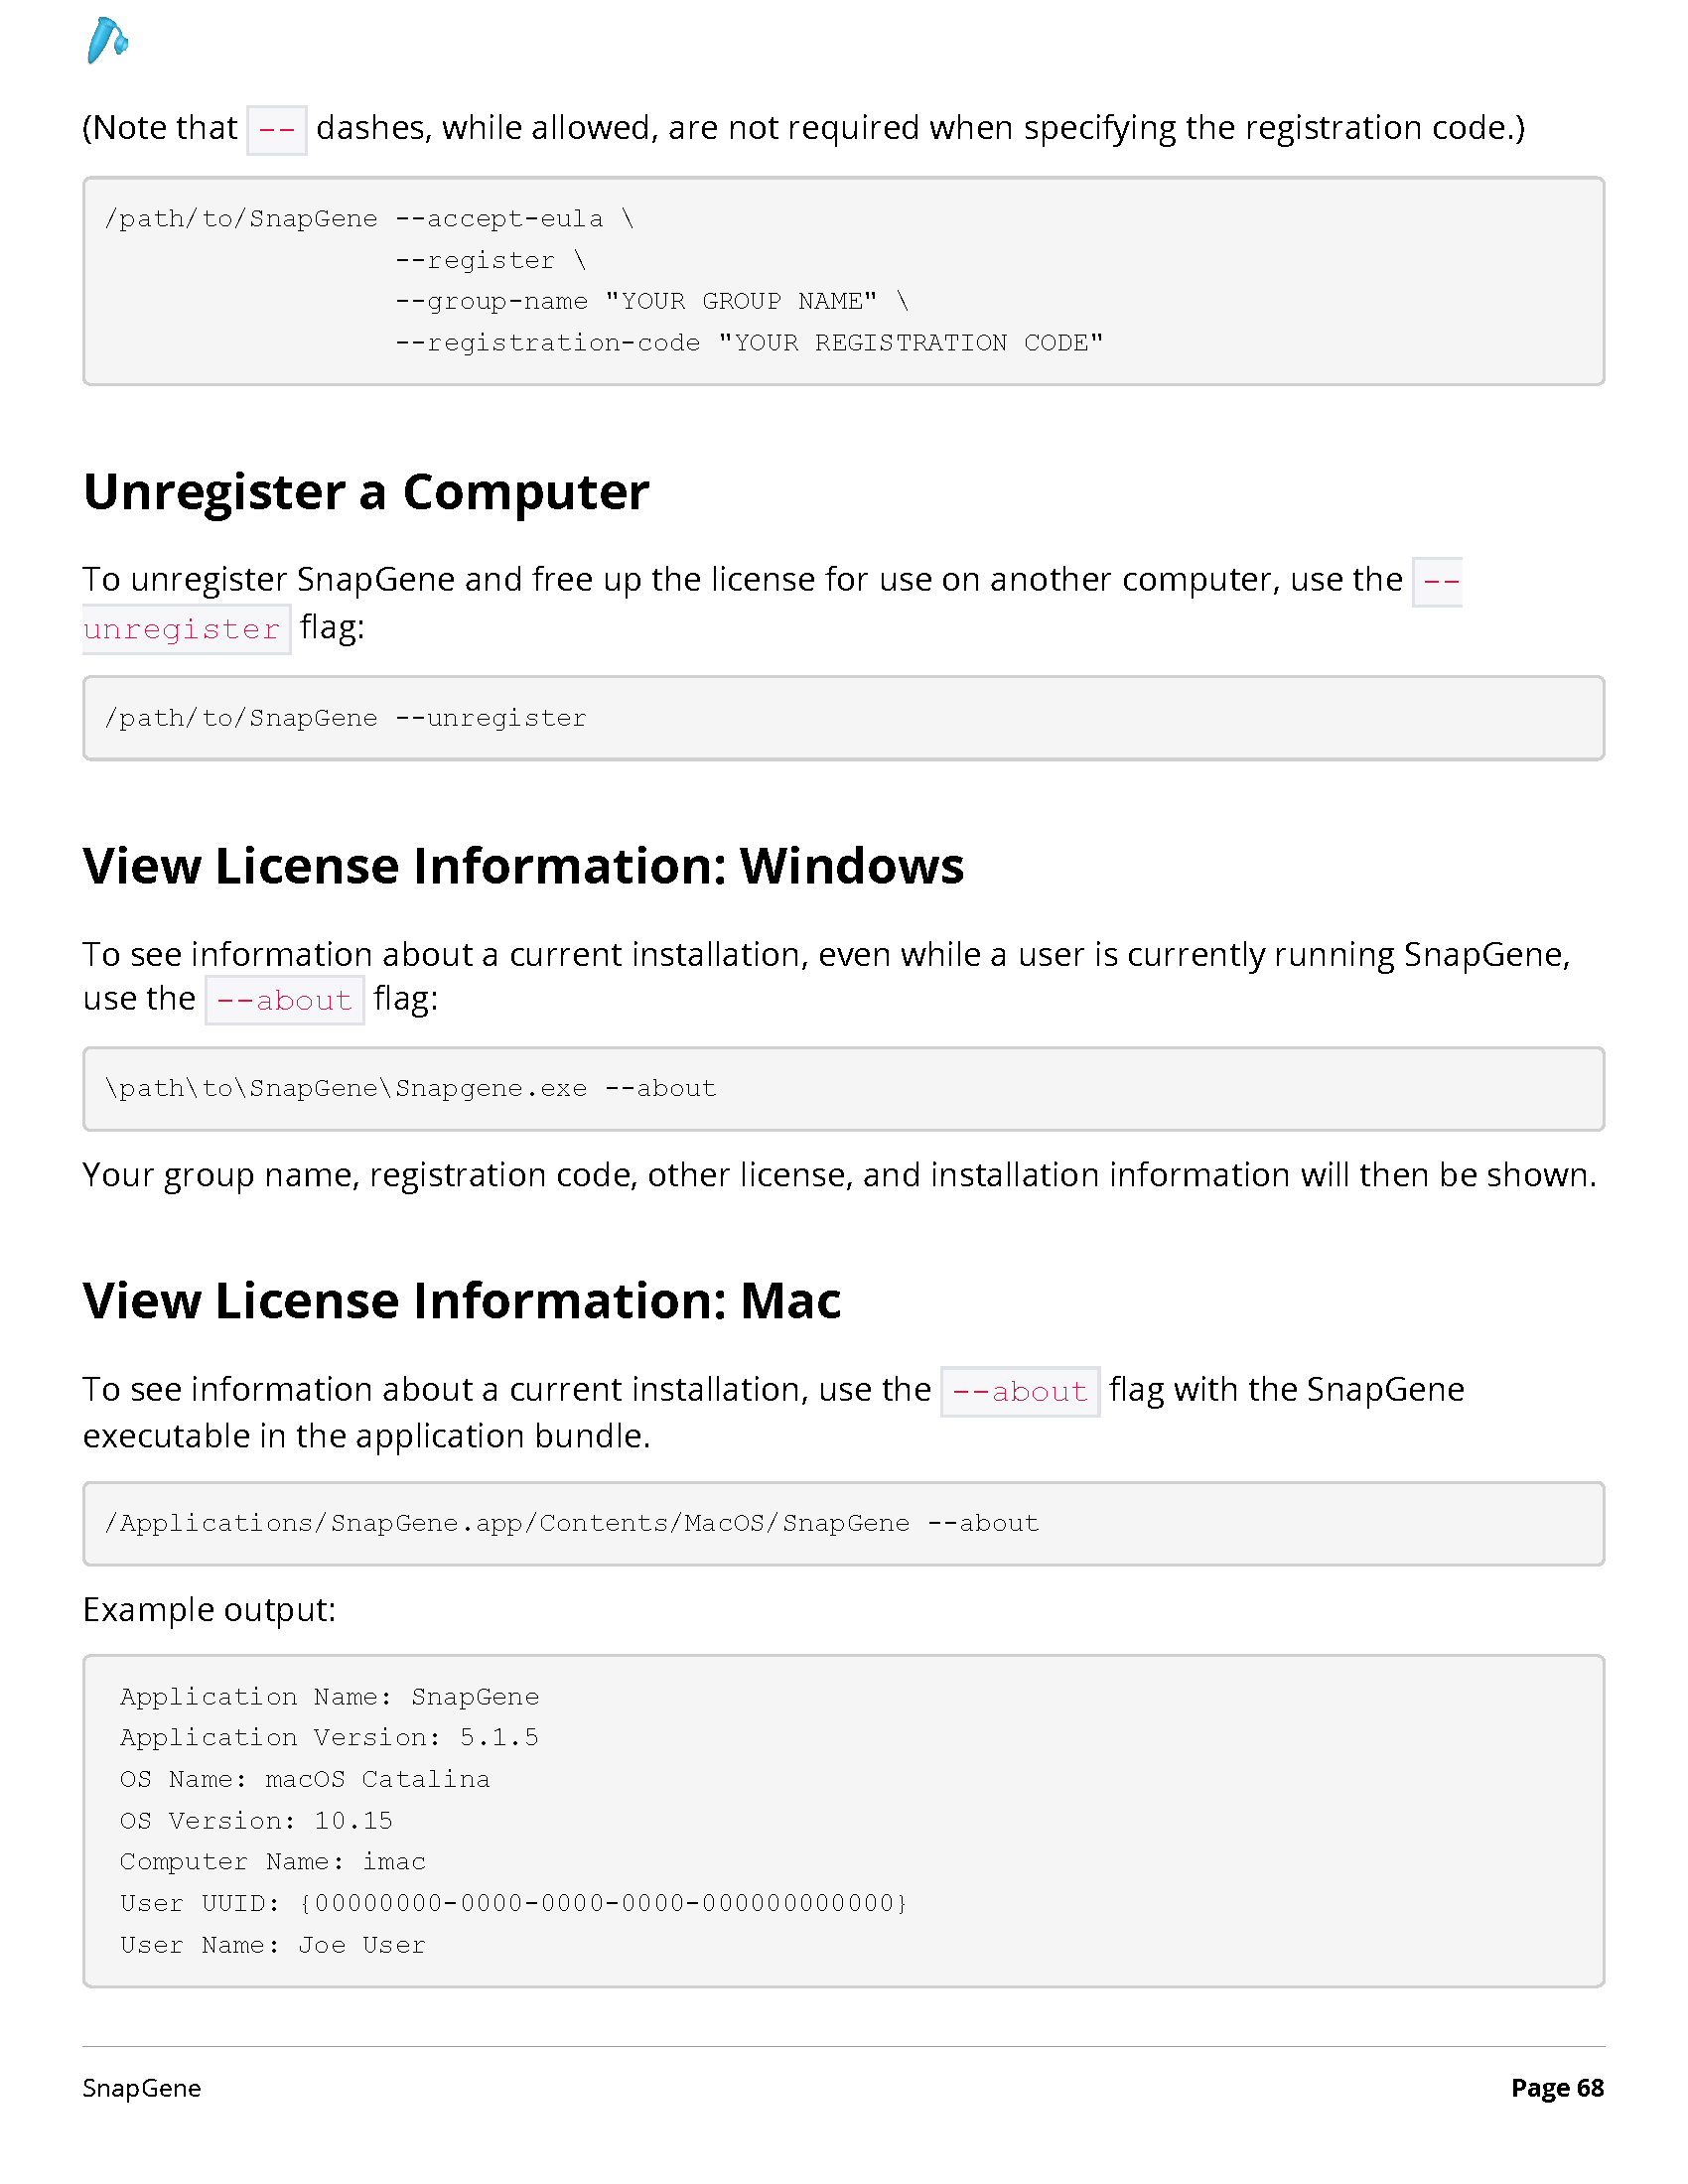 (Note that -- dashes, while allowed, are not required when specifying the registration code.)
/path/to/SnapGene --accept-eula \
--register \
--group-name "YOUR GROUP NAME" \
--registration-code "YOUR REGISTRATION CODE"
Unregister a Computer
To unregister SnapGene and free up the license for use on another computer, use the --
unregister flag:
/path/to/SnapGene --unregister
View License Information: Windows
To see information about a current installation, even while a user is currently running SnapGene,
use the --about flag:
\path\to\SnapGene\Snapgene.exe --about
Your group name, registration code, other license, and installation information will then be shown.
View License Information: Mac
To see information about a current installation, use the --about flag with the SnapGene
executable in the application bundle.
/Applications/SnapGene.app/Contents/MacOS/SnapGene --about
Example output:
Application Name: SnapGene
Application Version: 5.1.5
OS Name: macOS Catalina
OS Version: 10.15
Computer Name: imac
User UUID: {00000000-0000-0000-0000-000000000000}
User Name: Joe User
SnapGene
Page 68